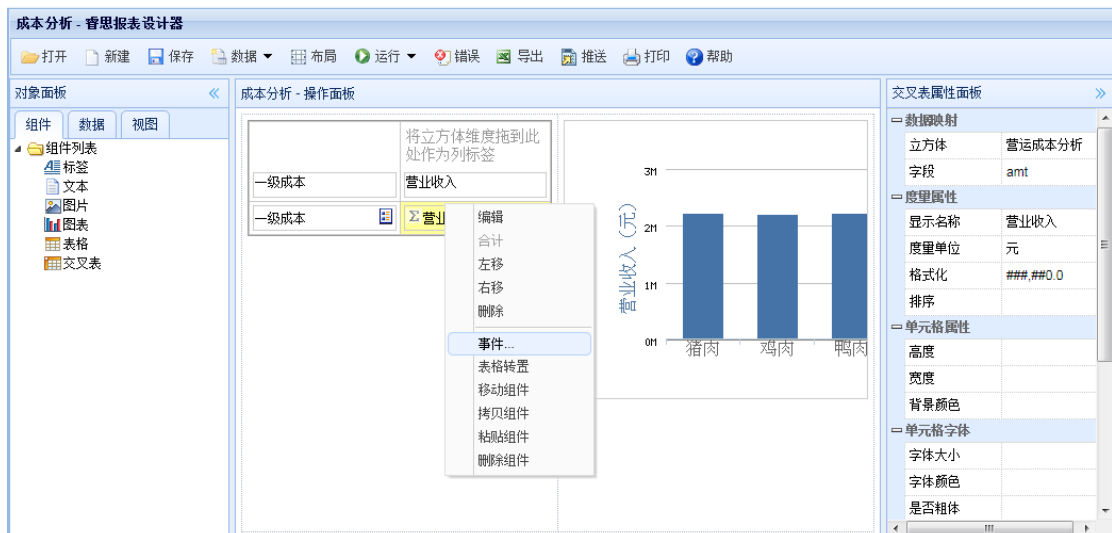 成本分析 - 睿思报表设计器
打开 新建 保存 数据 布局 运行 错误 导出 推送 打印 帮助
对象面板
组件 数据 视图
组件列表
标签
文本
图片
图表
表格
交叉表
成本分析 - 操作面板
将立方体维度拖到此
处作为列标签
一级成本 营业收入
一级成本 Σ营业
编辑
合计
左移
右移
删除
事件...
表格转置
移动组件
拷贝组件
粘贴组件
删除组件
营业收入（元）
3M
2M
1M
0M
猪肉 鸡肉 鸭肉
交叉表属性面板
数据映射
立方体 营运成本分析
字段 amt
度量属性
显示名称 营业收入
度量单位 元
格式化 ###,##0.0
排序
单元格属性
高度
宽度
背景颜色
单元格字体
字体大小
字体颜色
是否粗体